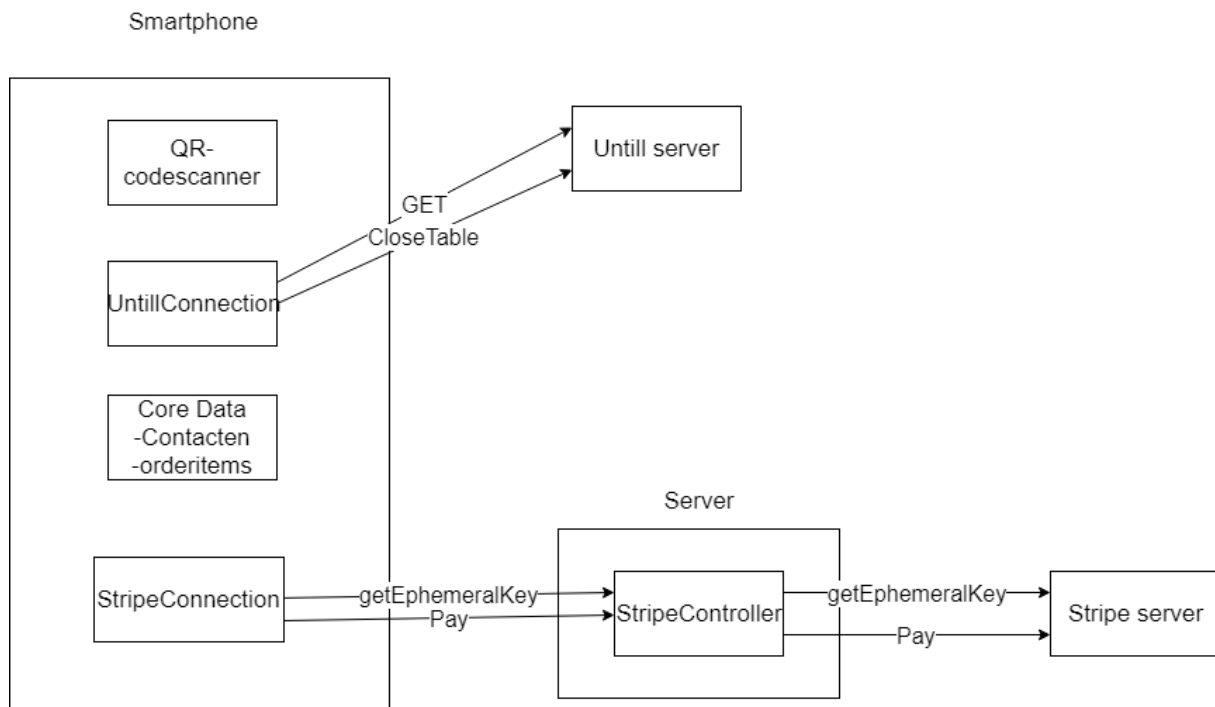 Smartphone
QR-
codescanner
Untill server
GET
CloseTable
UntillConnection
Core Data
-Contacten
-orderitems
Server
StripeConnection
getEphemeralKey
Pay
StripeController
getEphemeralKey
Pay
Stripe server